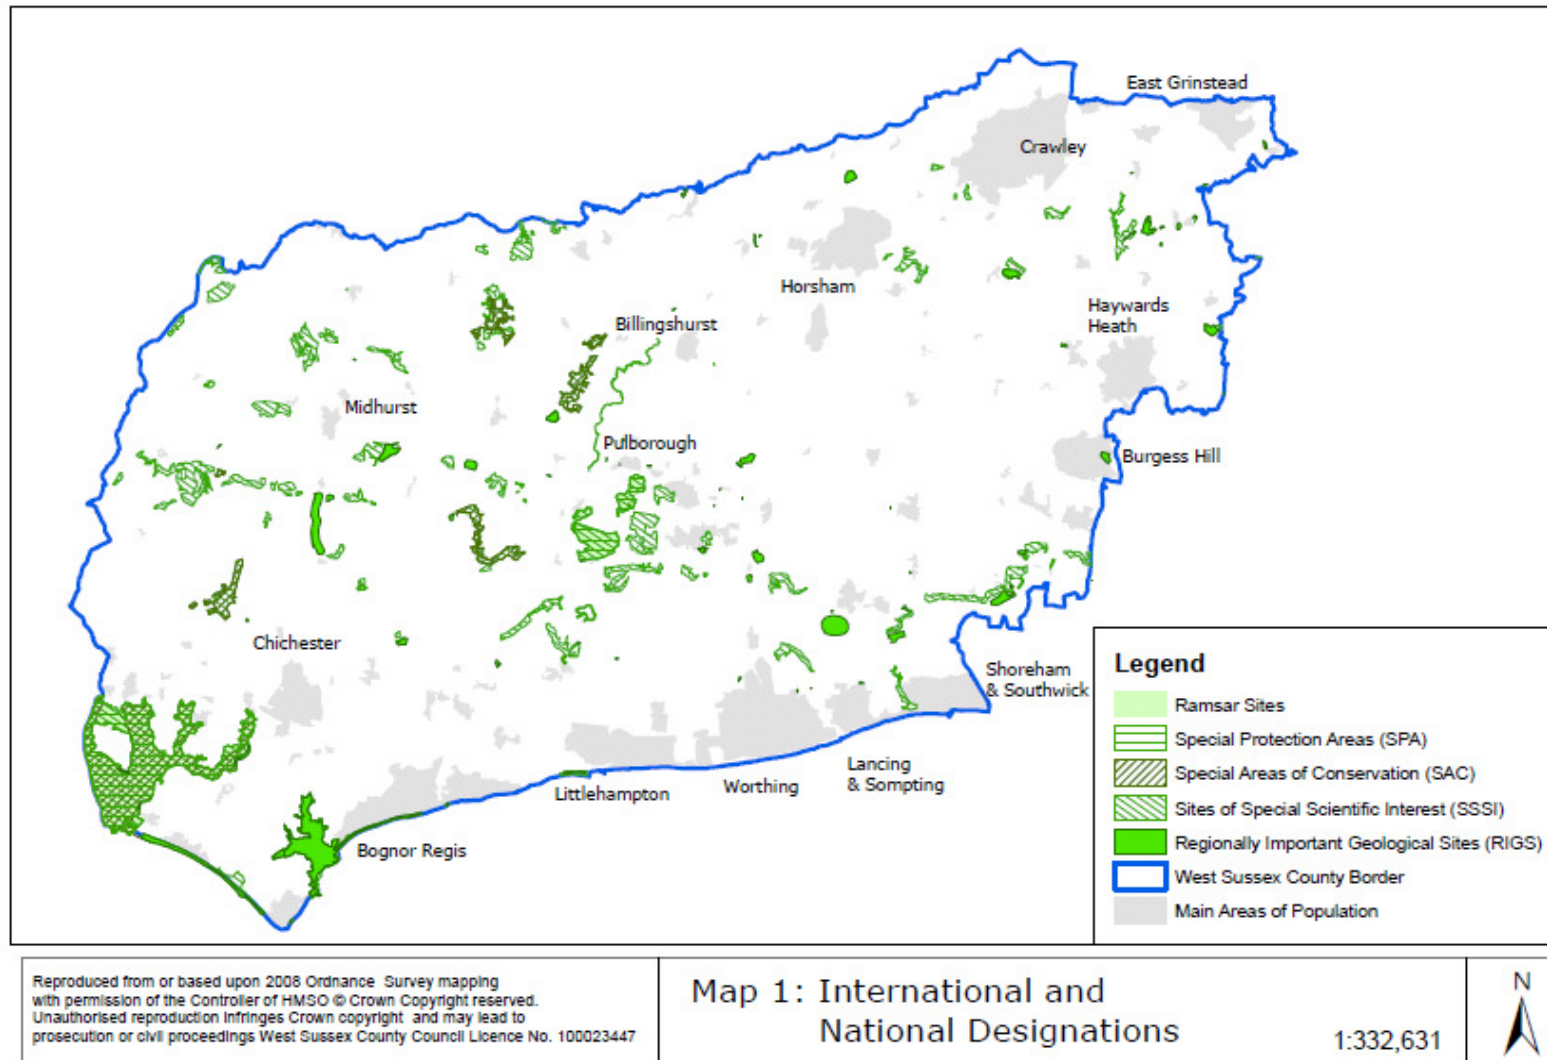 East Grinstead
Crawley
Horsham
Haywards
Heath
Billingshurst
Midhurst
Pulborough
Burgess Hill
Chichester
Shoreham
& Southwick
Lancing
& Sompting
Worthing
Littlehampton
Bognor Regis
Legend
Ramsar Sites
Special Protection Areas (SPA)
Special Areas of Conservation (SAC)
Sites of Special Scientific Interest (SSSI)
Regionally Important Geological Sites (RIGS)
West Sussex County Border
Main Areas of Population
Reproduced from or based upon 2008 Ordnance Survey mapping
with permission of the Controller of HMSO © Crown Copyright reserved.
Unauthorised reproduction infringes Crown copyright and may lead to
prosecution or civil proceedings West Sussex County Council Licence No. 100023447
Map 1: International and
National Designations
1:332,631
N